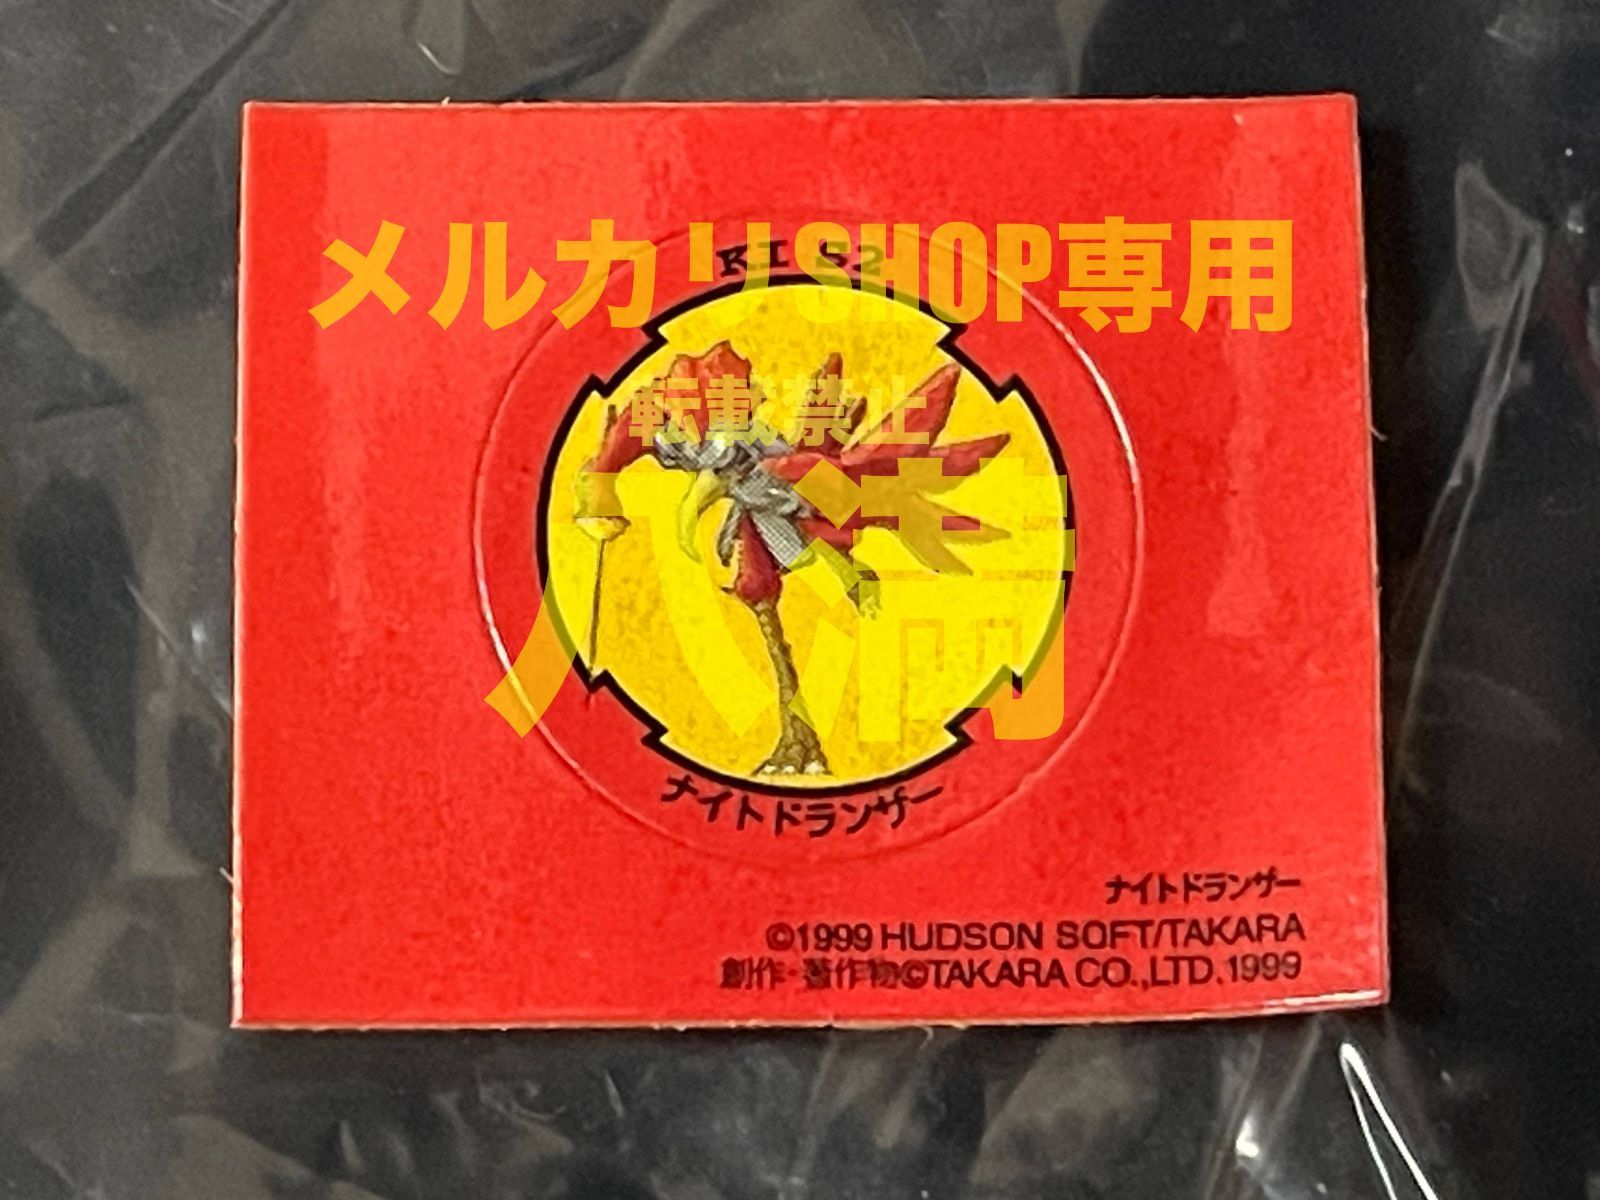 メルカリSHOP専用
RI S2
転載禁止
八満
ナイトドランザー
ナイトドランザー
©1999 HUDSON SOFT/TAKARA
創作・著作物©TAKARA CO.,LTD.1999